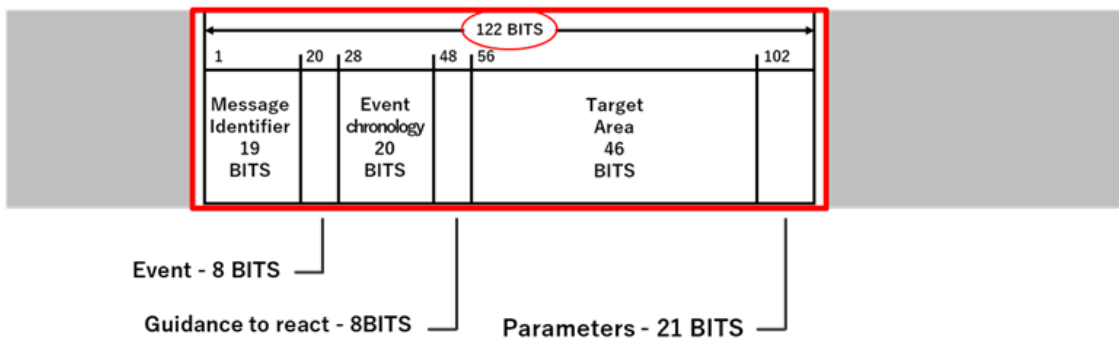 122 BITS
1 20 28 48 56 102
Message
Identifier
19
BITS
Event
chronology
20
BITS
Target
Area
46
BITS
Event - 8 BITS
Guidance to react - 8BITS
Parameters - 21 BITS